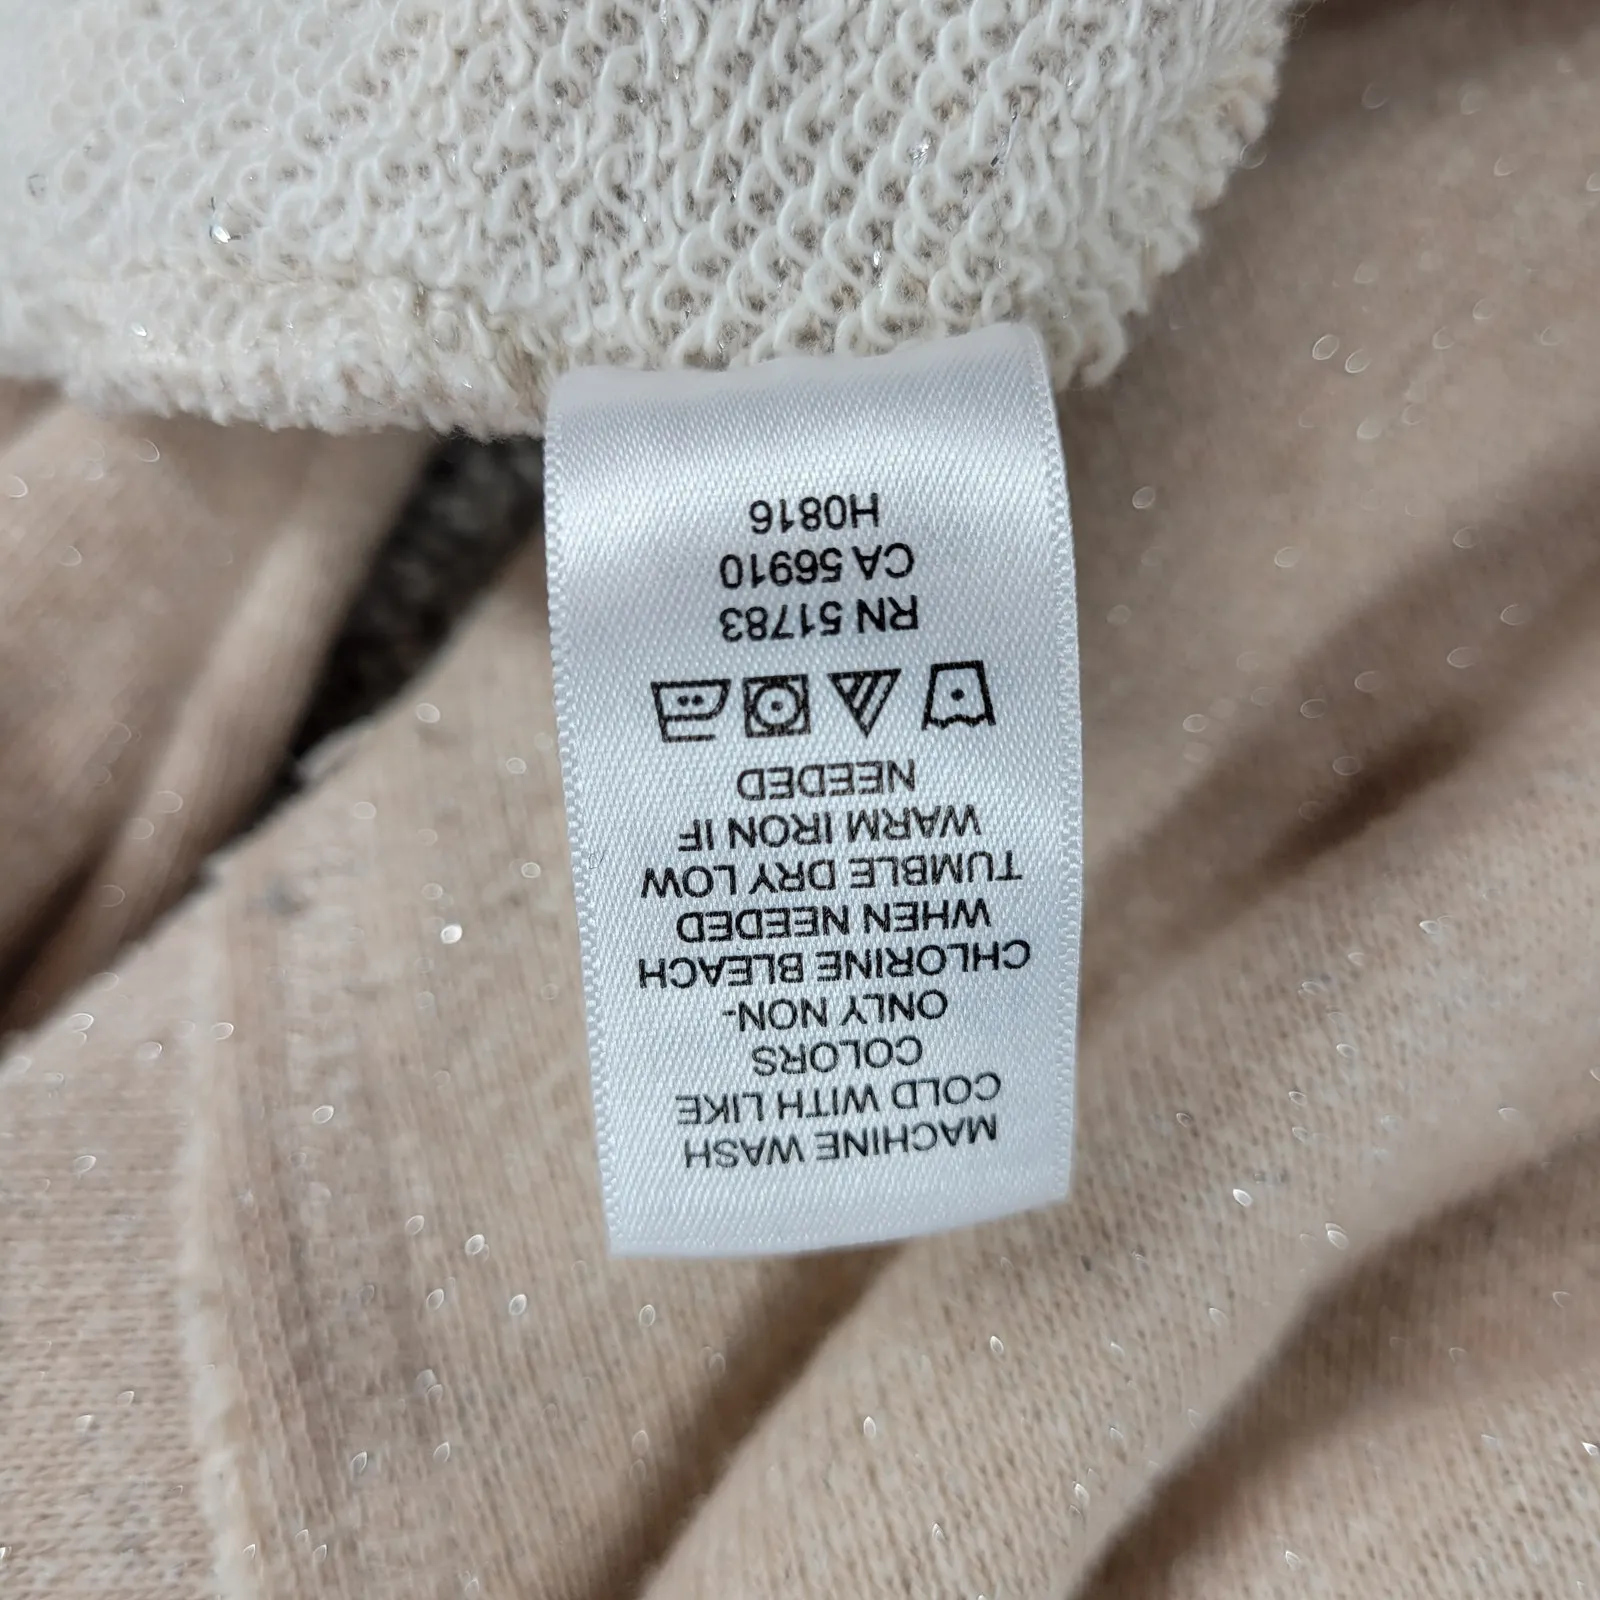 MACHINE WASH
COLD WITH LIKE
COLORS
ONLY NON-
CHLORINE BLEACH
WHEN NEEDED
TUMBLE DRY LOW
WARM IRON IF
NEEDED
RN 51783
CA 56910
H0816